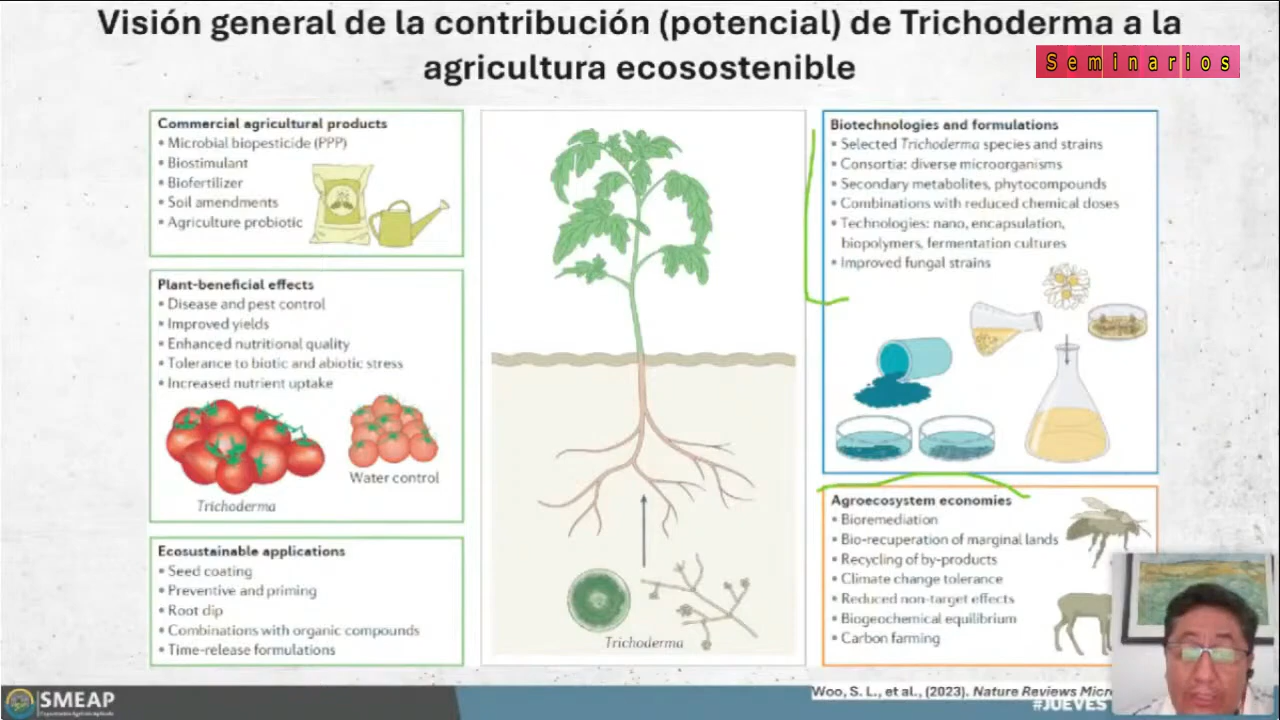 Visión general de la contribución (potencial) de Trichoderma a la
agricultura ecosostenible
Seminarios
Commercial agricultural products
• Microbial biopesticide (PPP)
• Biostimulant
• Biofertilizer
• Soil amendments
• Agriculture probiotic
Plant-beneficial effects
• Disease and pest control
• Improved yields
• Enhanced nutritional quality
• Tolerance to biotic and abiotic stress
• Increased nutrient uptake
Water control
Trichoderma
Ecosustainable applications
• Seed coating
• Preventive and priming
• Root dip
• Combinations with organic compounds
• Time-release formulations
Trichoderma
Biotechnologies and formulations
• Selected Trichoderma species and strains
• Consortia: diverse microorganisms
• Secondary metabolites, phytocompounds
• Combinations with reduced chemical doses
• Technologies: nano, encapsulation,
biopolymers, fermentation cultures
• Improved fungal strains
Agroecosystem economies
• Bioremediation
• Bio-recuperation of marginal lands
• Recycling of by-products
• Climate change tolerance
• Reduced non-target effects
• Biogeochemical equilibrium
• Carbon farming
SMEAP
Woo, S. L., et al., (2023). Nature Reviews Micr
#JUEVES